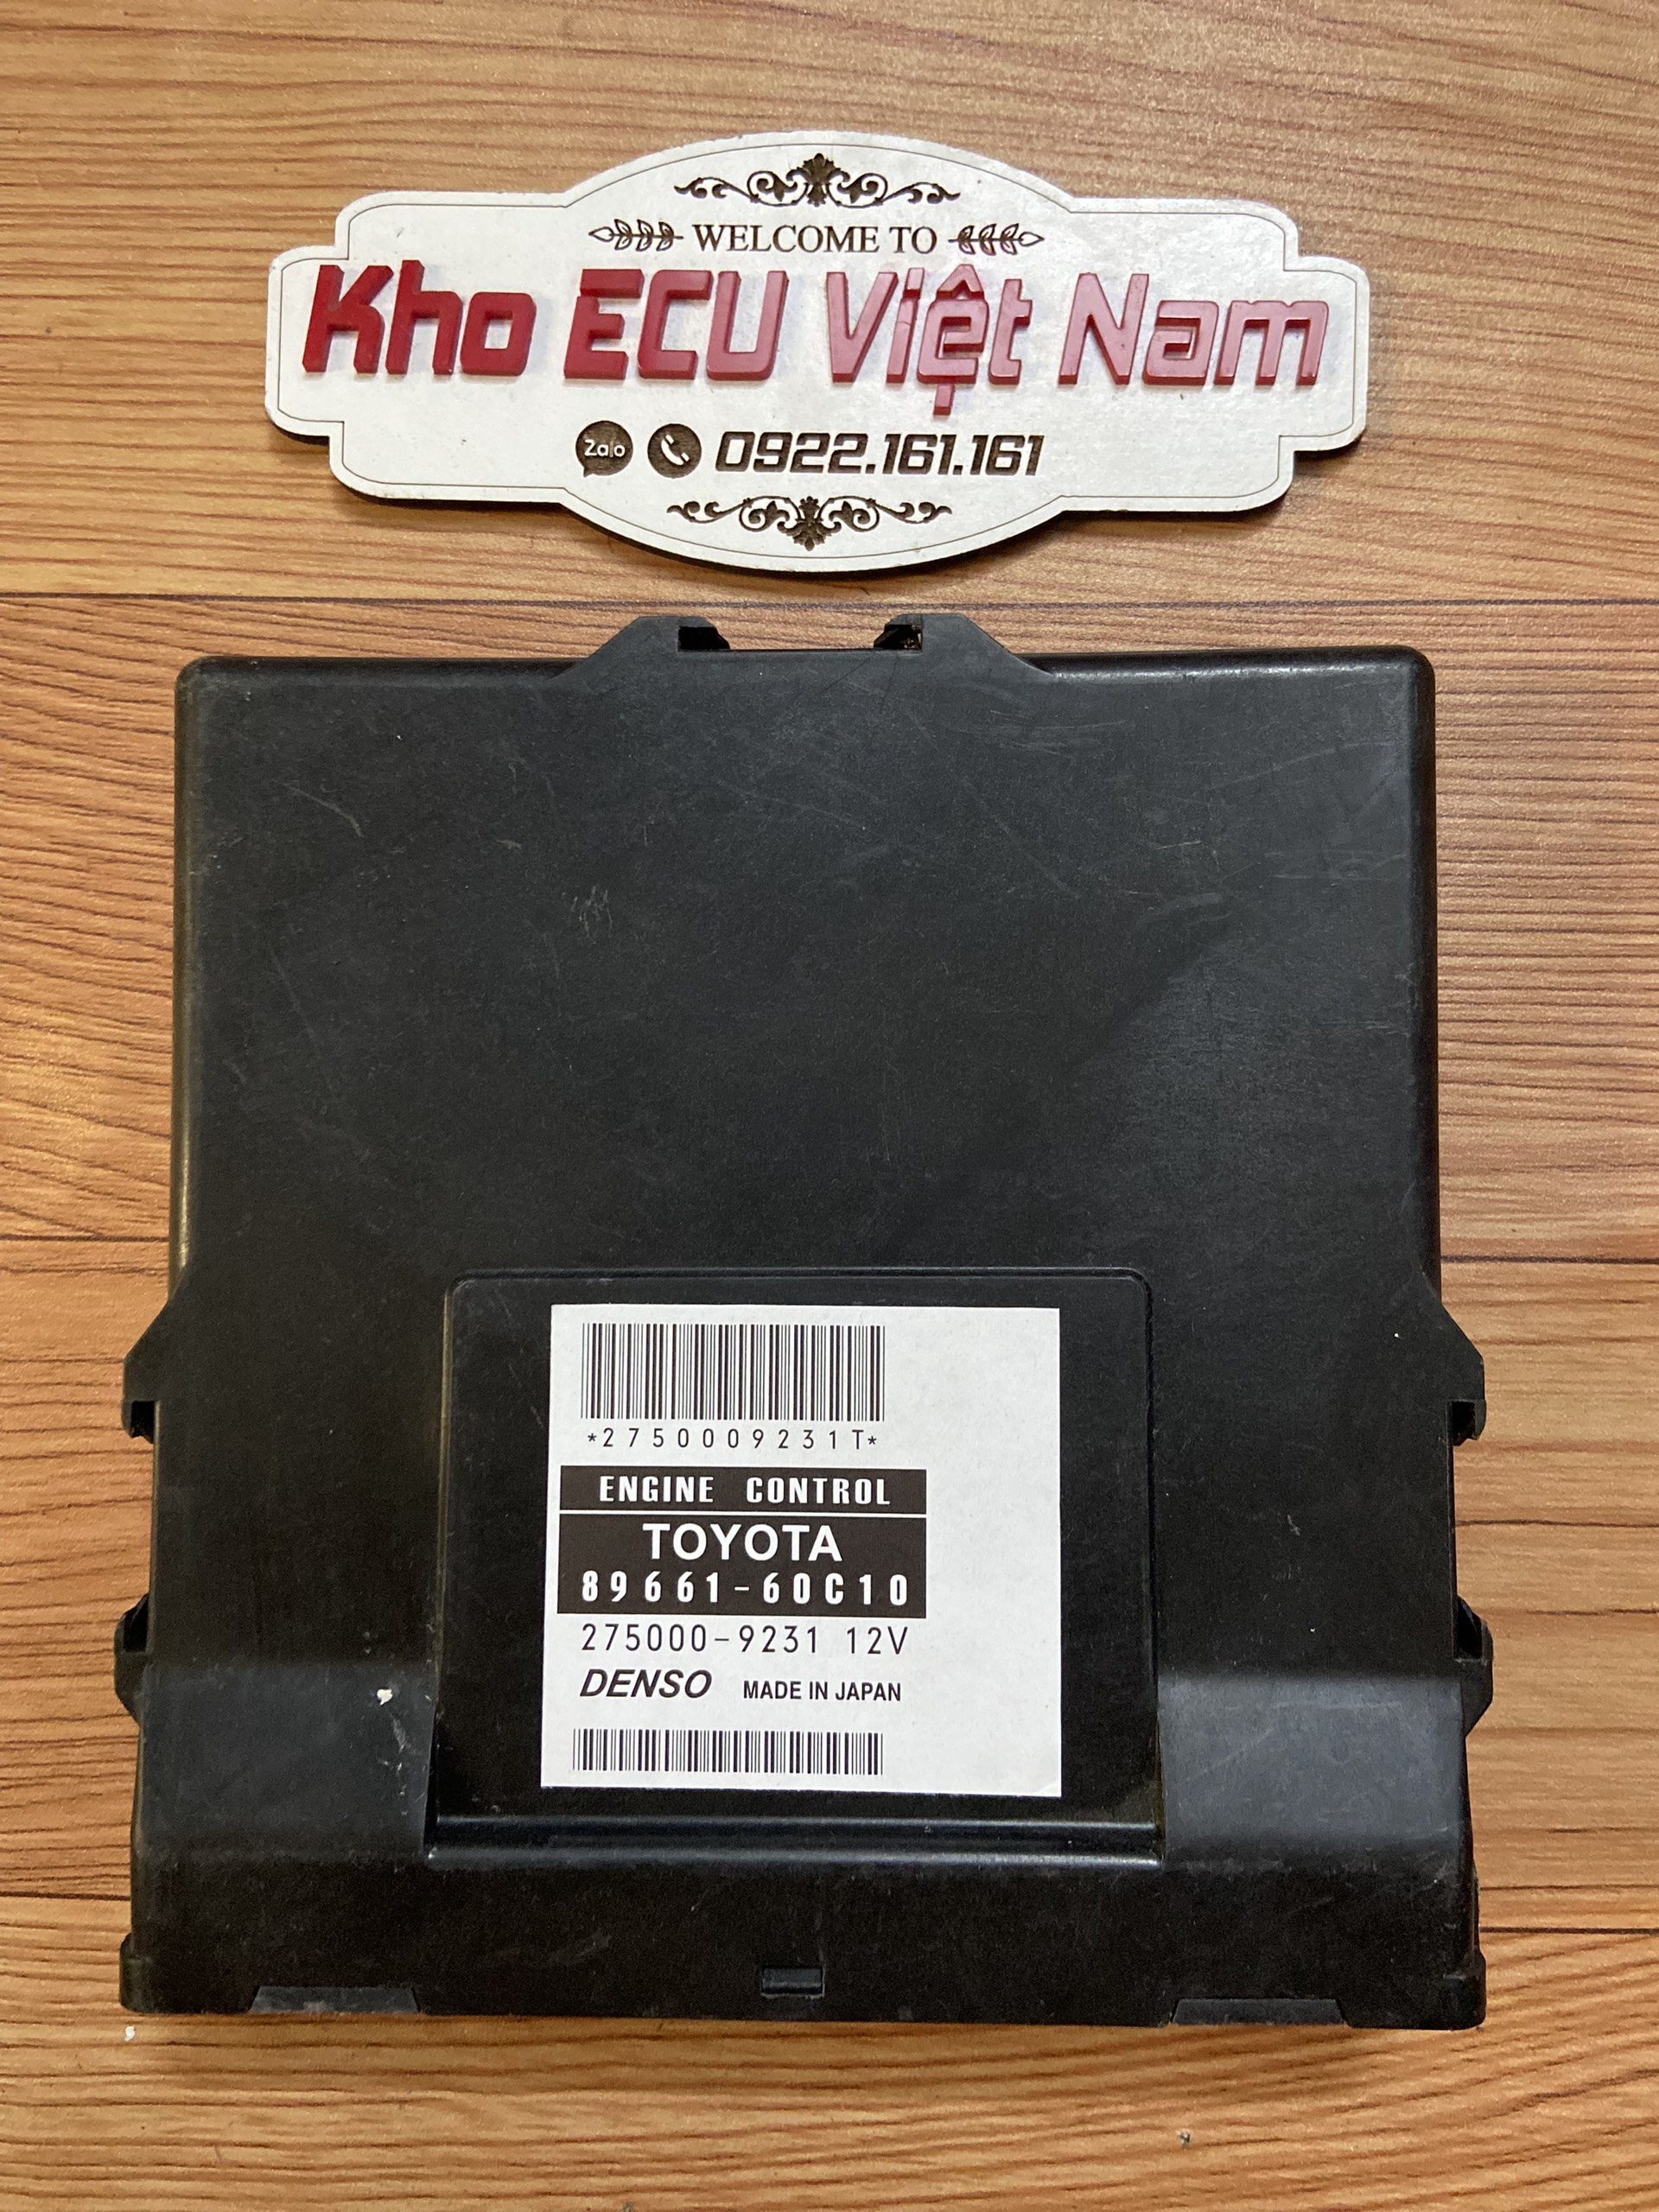 WELCOME TO
Kho ECU Việt Nam
Zalo 0922.161.161
*2750009231T*
ENGINE CONTROL
TOYOTA
89661-60C10
275000-9231 12V
DENSO MADE IN JAPAN